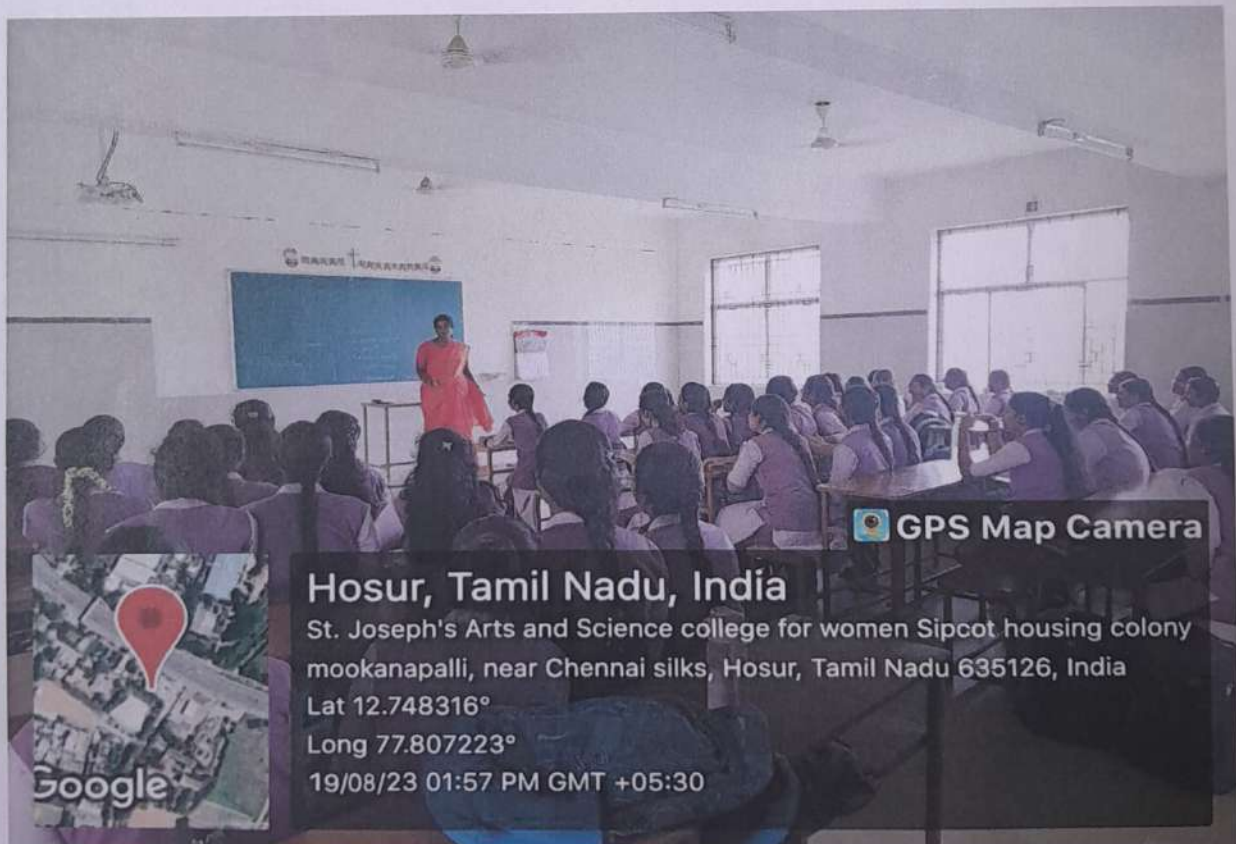 GPS Map Camera
Hosur, Tamil Nadu, India
St. Joseph's Arts and Science college for women Sipcot housing colony
mookanapalli, near Chennai silks, Hosur, Tamil Nadu 635126, India
Lat 12.748316°
Long 77.807223°
19/08/23 01:57 PM GMT +05:30
Google